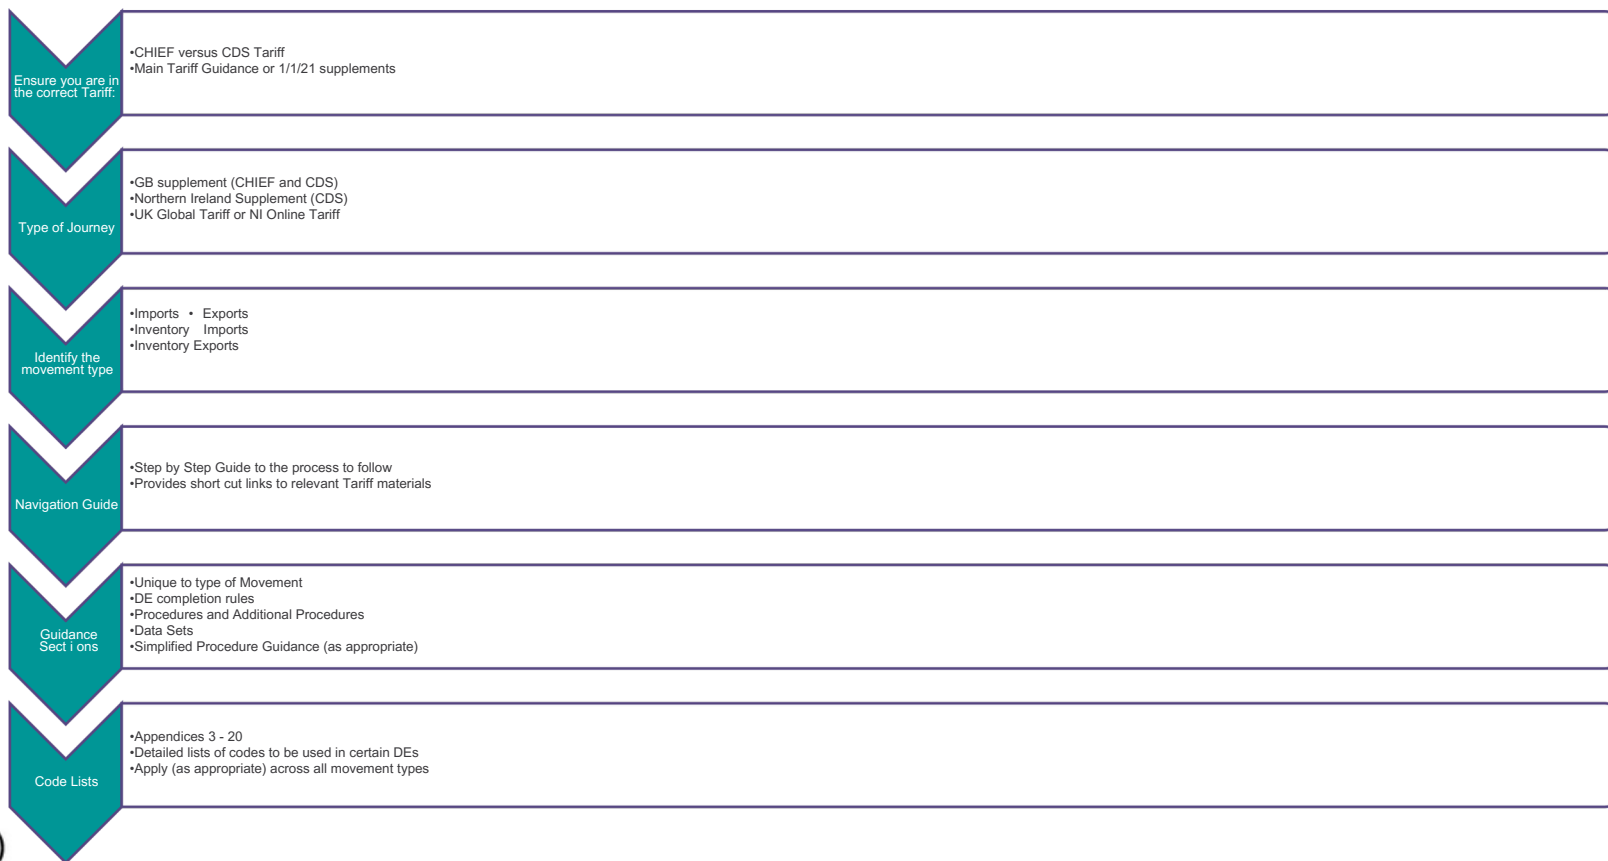 Ensure you are in
the correct Tariff:
•CHIEF versus CDS Tariff
•Main Tariff Guidance or 1/1/21 supplements
Type of Journey
•GB supplement (CHIEF and CDS)
•Northern Ireland Supplement (CDS)
•UK Global Tariff or NI Online Tariff
Identify the
movement type
•Imports • Exports
•Inventory Imports
•Inventory Exports
Navigation Guide
•Step by Step Guide to the process to follow
•Provides short cut links to relevant Tariff materials
Guidance
Sect i ons
•Unique to type of Movement
•DE completion rules
•Procedures and Additional Procedures
•Data Sets
•Simplified Procedure Guidance (as appropriate)
Code Lists
•Appendices 3 - 20
•Detailed lists of codes to be used in certain DEs
•Apply (as appropriate) across all movement types